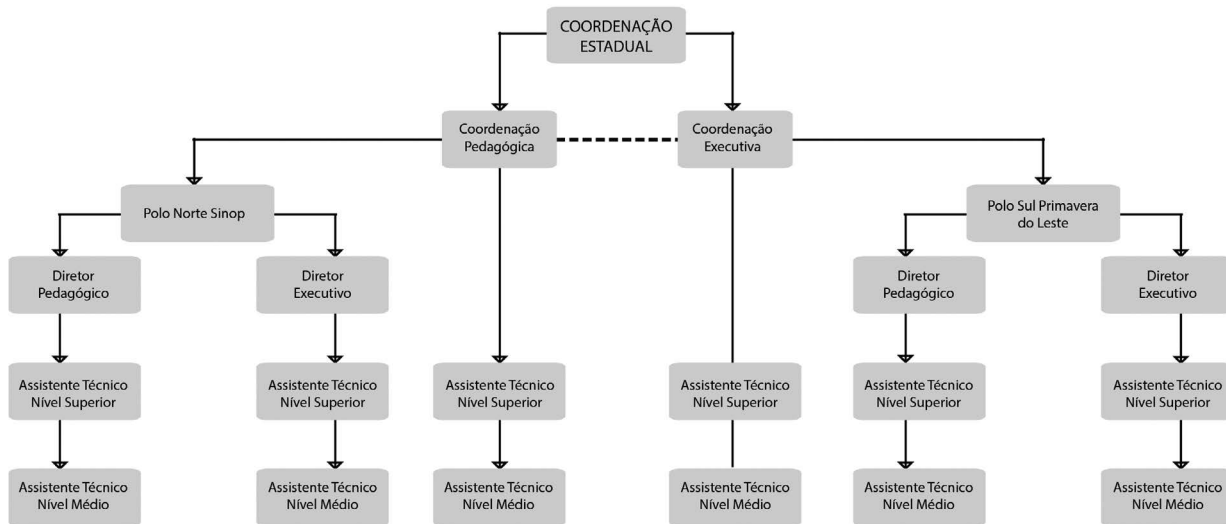 COORDENAÇÃO
ESTADUAL
Coordenação
Pedagógica
Coordenação
Executiva
Polo Norte Sinop
Polo Sul Primavera
do Leste
Diretor
Pedagógico
Diretor
Executivo
Diretor
Pedagógico
Diretor
Executivo
Assistente Técnico
Nível Superior
Assistente Técnico
Nível Superior
Assistente Técnico
Nível Superior
Assistente Técnico
Nível Superior
Assistente Técnico
Nível Superior
Assistente Técnico
Nível Superior
Assistente Técnico
Nível Médio
Assistente Técnico
Nível Médio
Assistente Técnico
Nível Médio
Assistente Técnico
Nível Médio
Assistente Técnico
Nível Médio
Assistente Técnico
Nível Médio